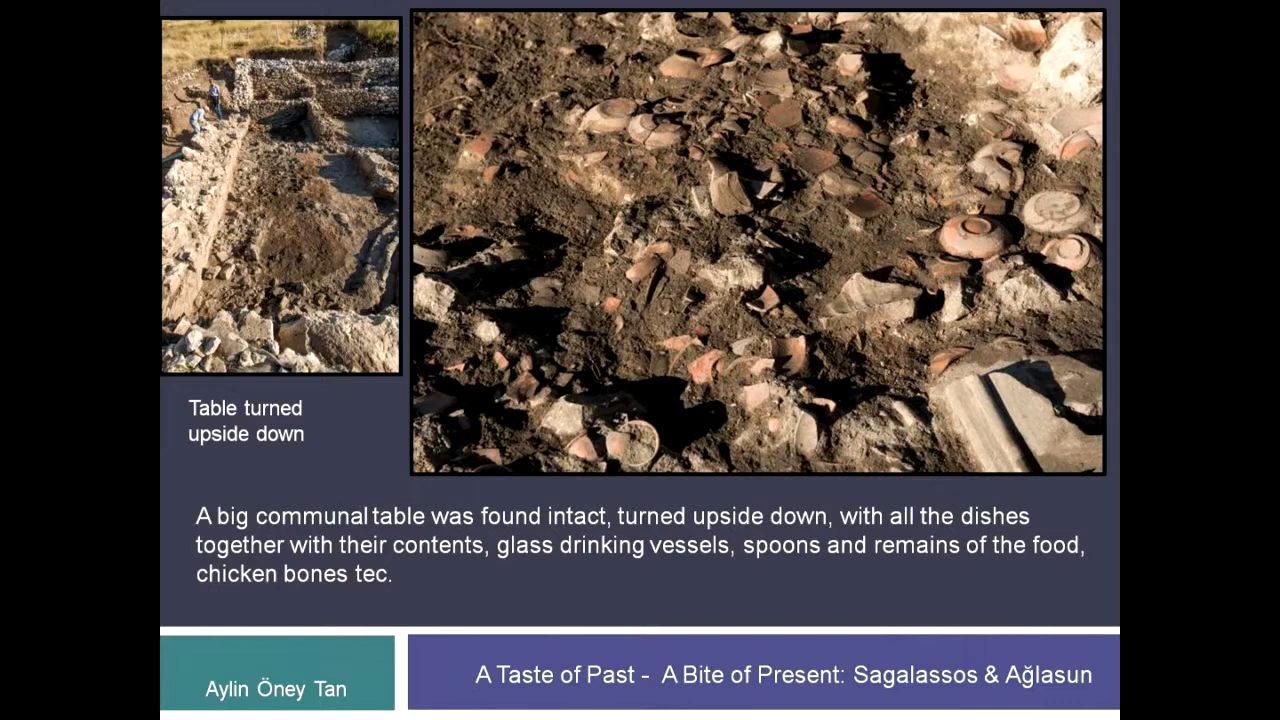 Table turned
upside down
A big communal table was found intact, turned upside down, with all the dishes
together with their contents, glass drinking vessels, spoons and remains of the food,
chicken bones tec.
Aylin Öney Tan
A Taste of Past - A Bite of Present: Sagalassos & Ağlasun